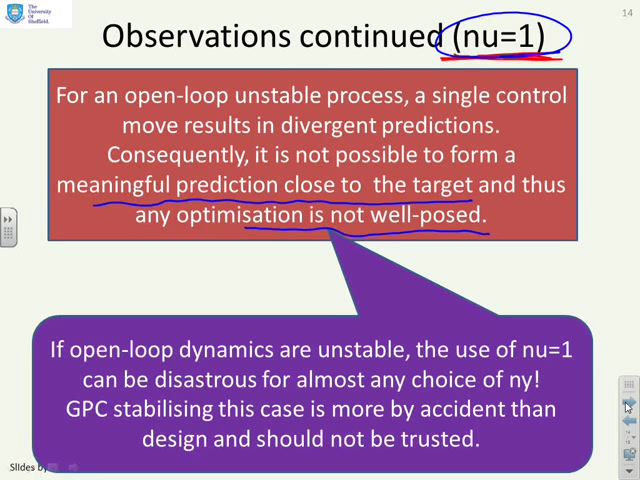 The
University
Of
Sheffield.
14
Observations continued (nu=1)
For an open-loop unstable process, a single control
move results in divergent predictions.
Consequently, it is not possible to form a
meaningful prediction close to the target and thus
any optimisation is not well-posed.
If open-loop dynamics are unstable, the use of nu=1
can be disastrous for almost any choice of ny!
GPC stabilising this case is more by accident than
design and should not be trusted.
Slides by